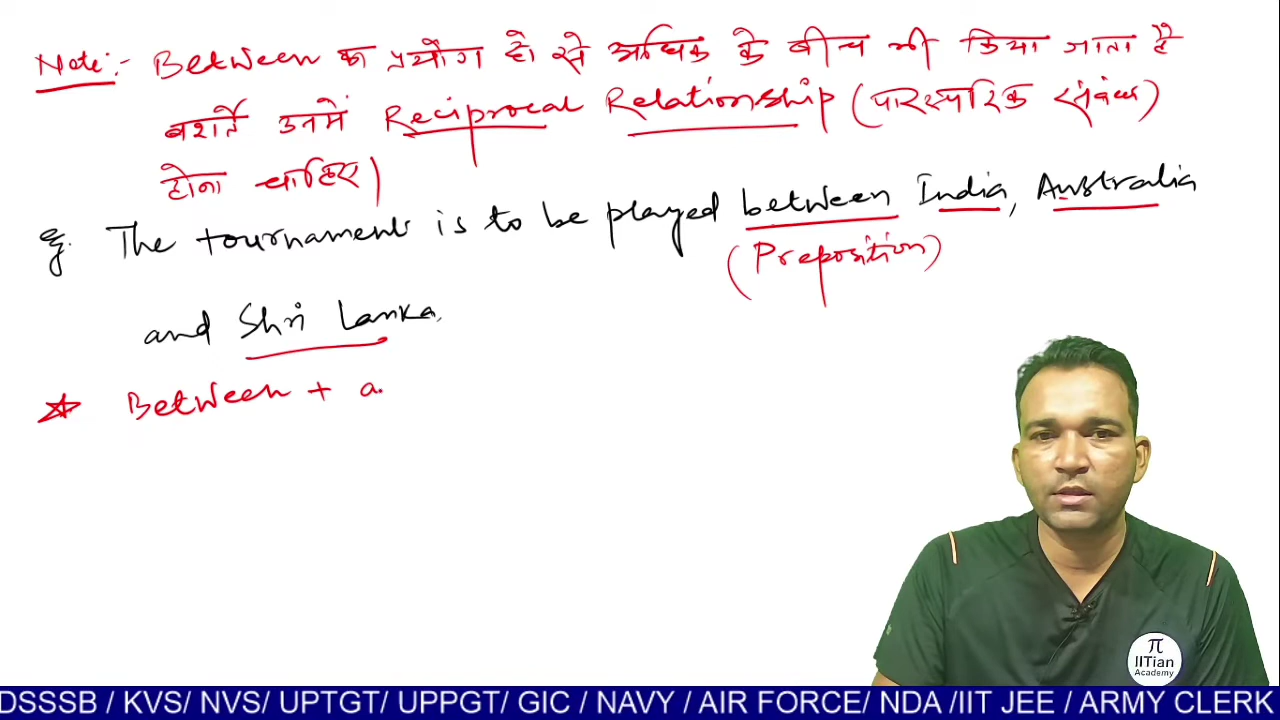 Note:- Between का प्रयोग दो से अधिक के बीच भी किया जाता है
बशर्ते उनमें Reciprocal Relationship (पारस्परिक संबंध)
होना चाहिए।
Eg. The tournament is to be played between India, Australia
(Preposition)
and Shri Lanka.
Between + a
π
IITian
Academy
DSSSB / KVS/ NVS/ UPTGT/ UPPGT/ GIC / NAVY / AIR FORCE/ NDA /IIT JEE / ARMY CLERK